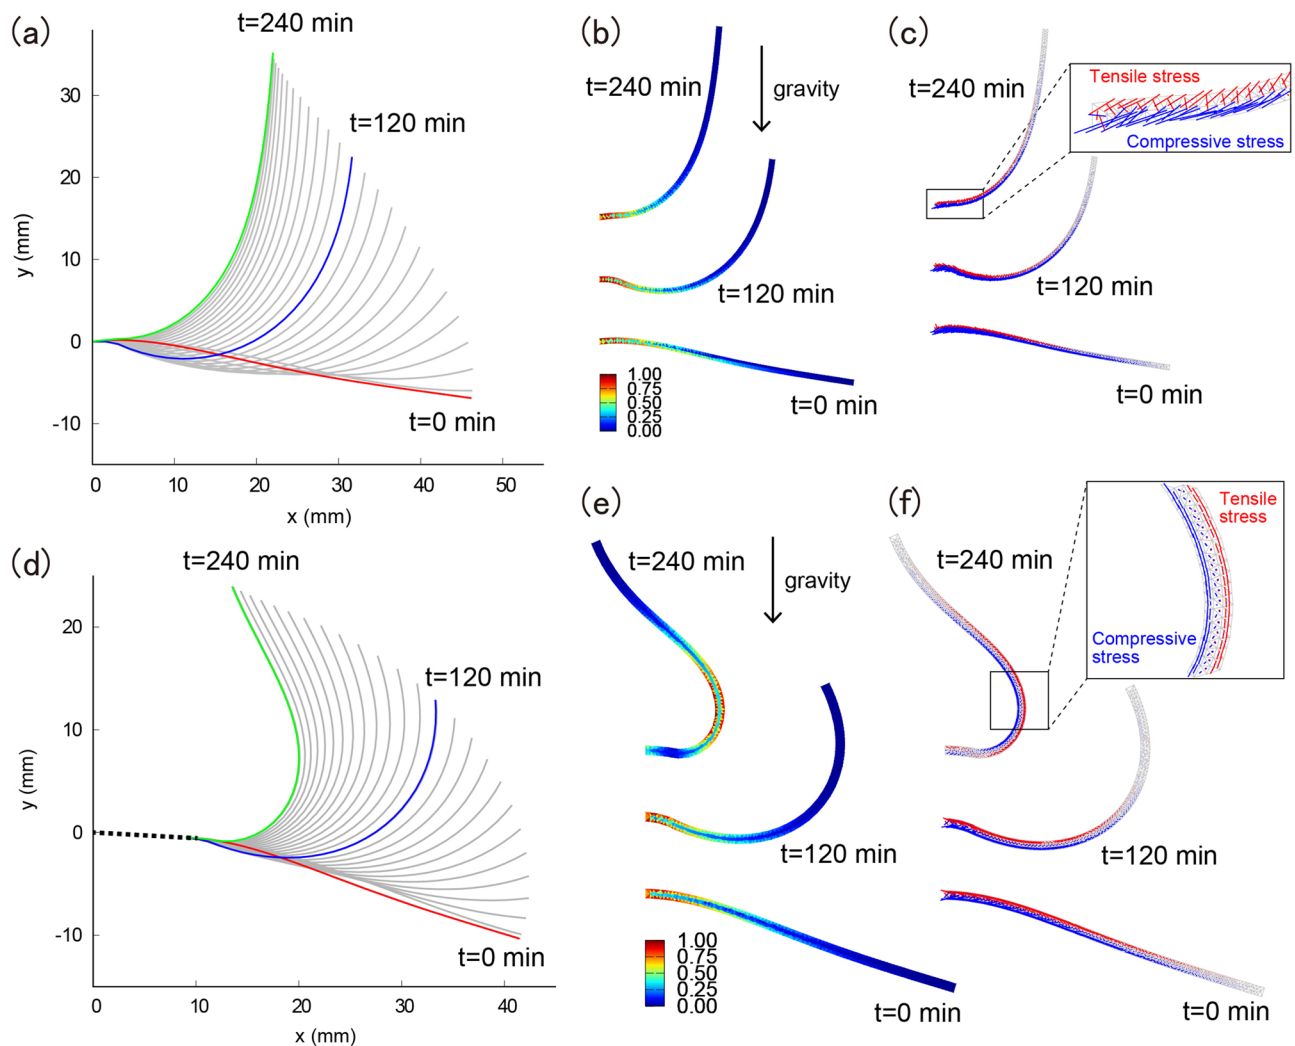 (a)
t=240 min
t=120 min
t=0 min
y (mm)
30
20
10
0
-10
0
10
20
30
40
50
x (mm)
(b)
t=240 min
gravity
t=120 min
t=0 min
1.00
0.75
0.50
0.25
0.00
(c)
t=240 min
Tensile stress
Compressive stress
t=120 min
t=0 min
(d)
t=240 min
t=120 min
t=0 min
y (mm)
20
10
0
-10
0
10
20
30
40
x (mm)
(e)
t=240 min
gravity
t=120 min
t=0 min
1.00
0.75
0.50
0.25
0.00
(f)
t=240 min
Tensile
stress
Compressive
stress
t=120 min
t=0 min